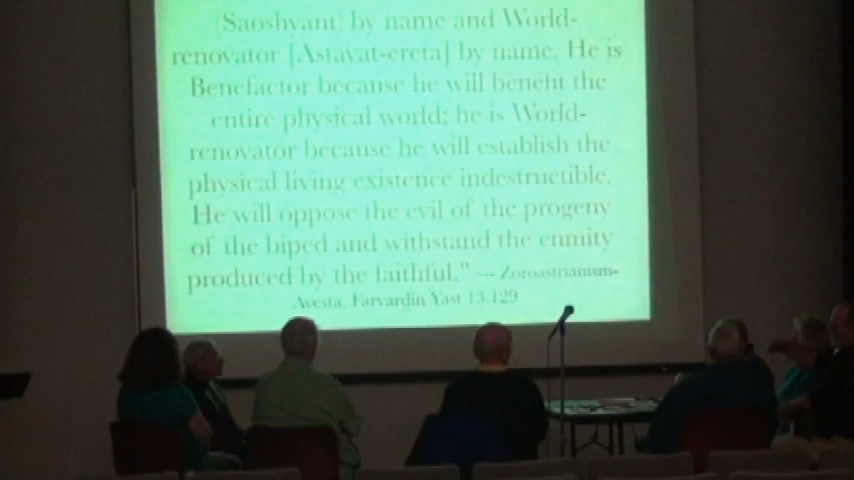 (Saoshyant) by name and World-
renovator [Astavat-ereta] by name. He is
Benefactor because he will benefit the
entire physical world; he is World-
renovator because he will establish the
physical living existence indestructible.
He will oppose the evil of the progeny
of the biped and withstand the enmity
produced by the faithful." --- Zoroastrianism-
Avesta, Farvardin Yast 13.129